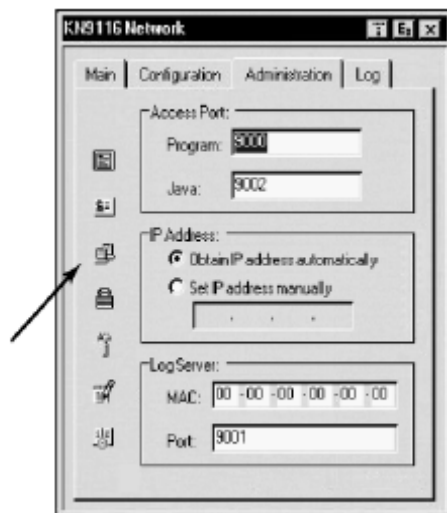 KN9116 Network
Main Configuration Administration Log
Access Port:
Program: 9000
Java: 9002
IP Address:
Obtain IP address automatically
Set IP address manually
. . .
Log Server:
MAC: 00 -00 -00 -00 -00 -00
Port: 9001